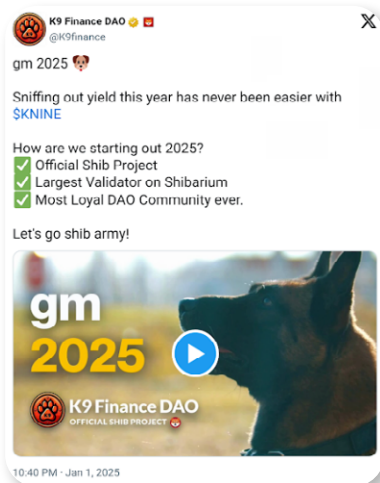 K9 Finance DAO
@K9finance
gm 2025
Sniffing out yield this year has never been easier with
$KNINE
How are we starting out 2025?
Official Shib Project
Largest Validator on Shibarium
Most Loyal DAO Community ever.
Let's go shib army!
gm
2025
K9 Finance DAO
OFFICIAL SHIB PROJECT
10:40 PM · Jan 1, 2025